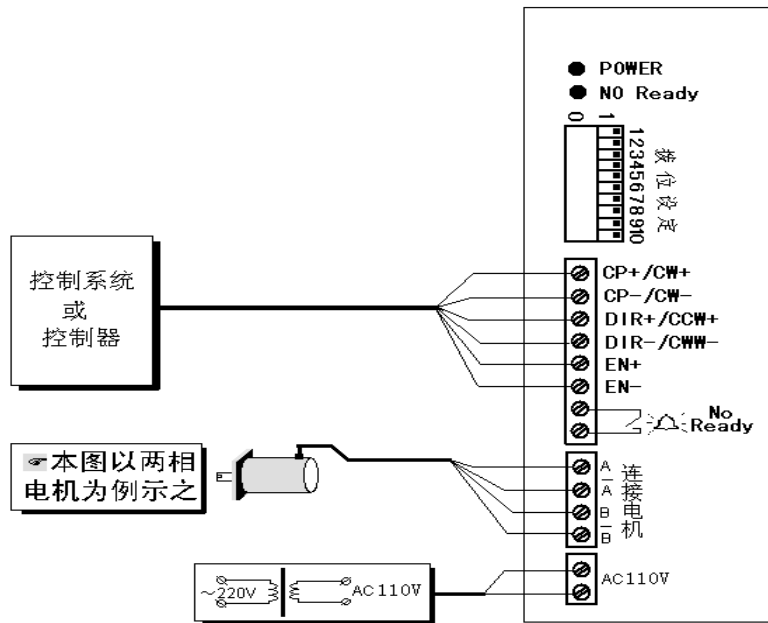 POWER
NO Ready
0 1
12345678910
拨位设定
控制系统
或
控制器
CP+/CW+
CP-/CW-
DIR+/CCW+
DIR-/CWW-
EN+
EN-
No
Ready
☞本图以两相
电机为例示之
A
A̅
B
B̅
连接电机
~220V
AC110V
AC110V